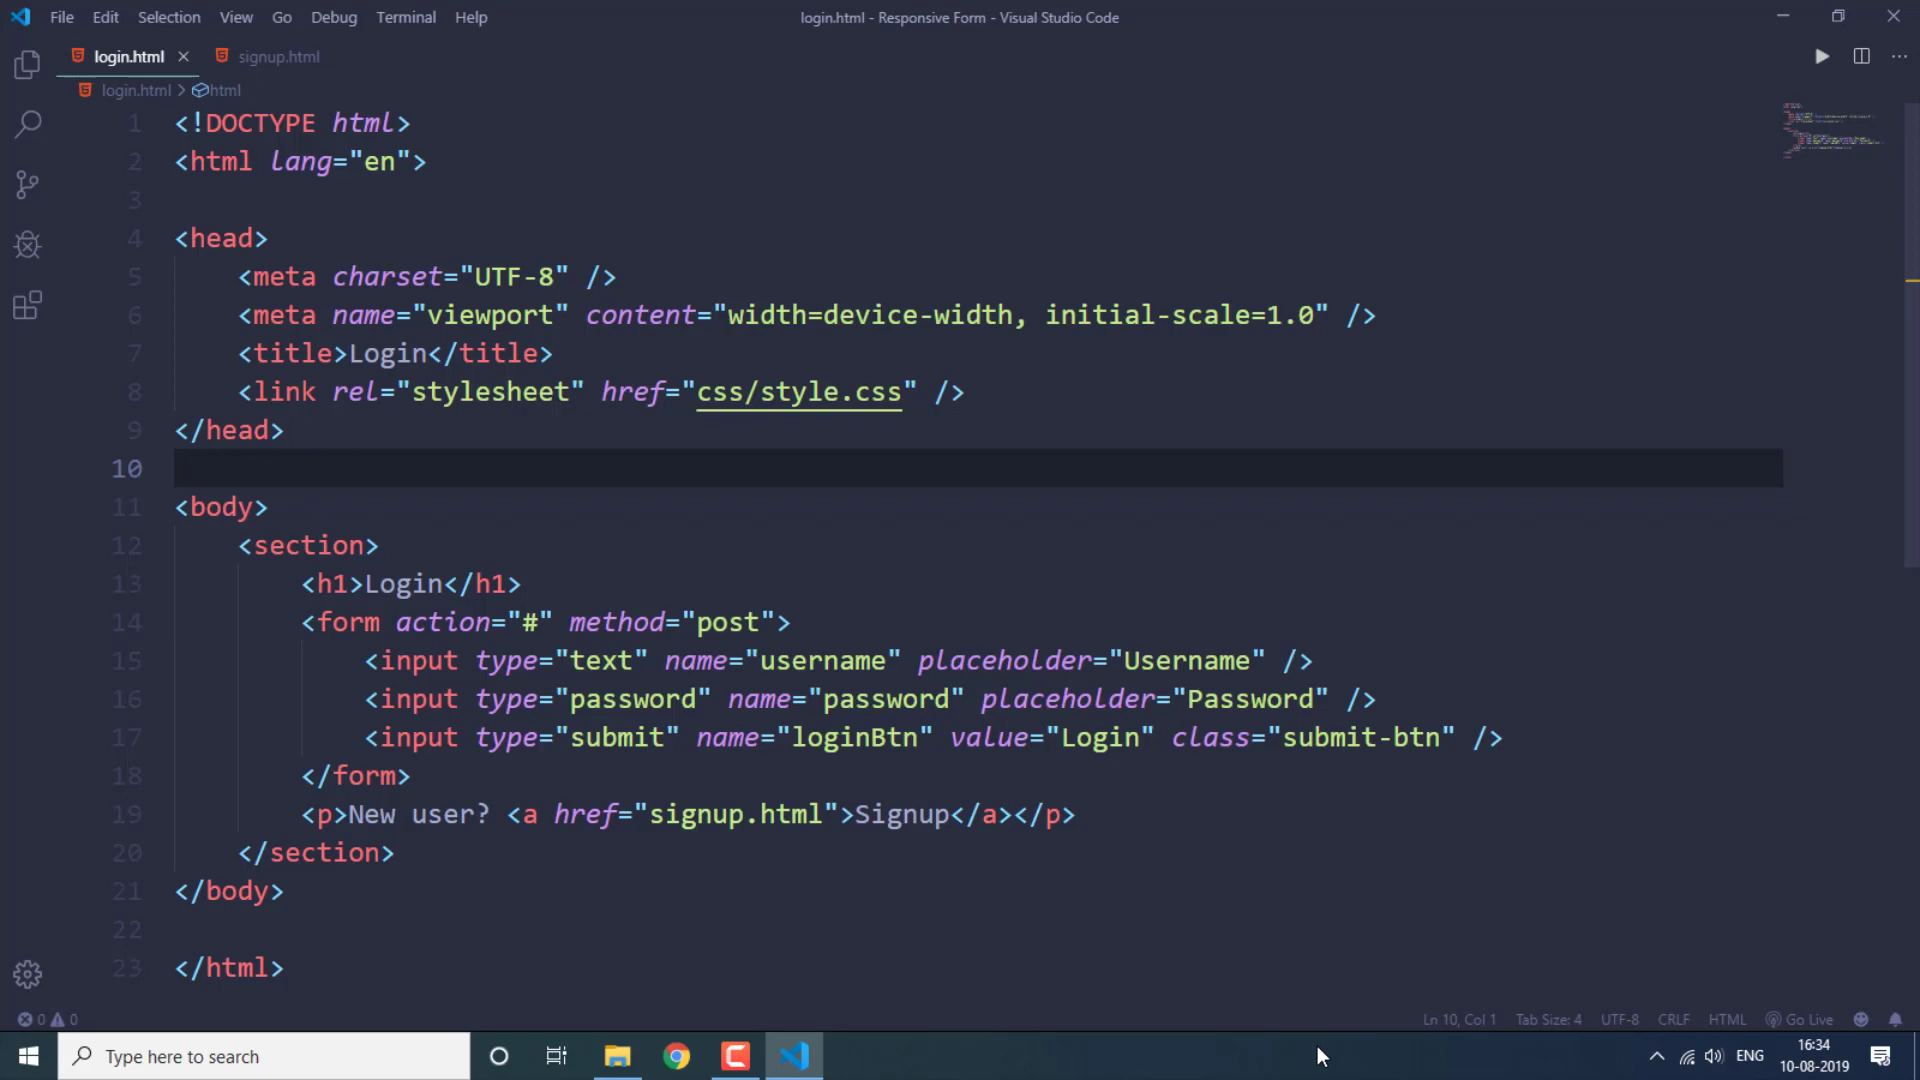 File Edit Selection View Go Debug Terminal Help
login.html - Responsive Form - Visual Studio Code
login.html signup.html
login.html > html
1 <!DOCTYPE html>
2 <html lang="en">
3
4 <head>
5 <meta charset="UTF-8" />
6 <meta name="viewport" content="width=device-width, initial-scale=1.0" />
7 <title>Login</title>
8 <link rel="stylesheet" href="css/style.css" />
9 </head>
10
11 <body>
12 <section>
13 <h1>Login</h1>
14 <form action="#" method="post">
15 <input type="text" name="username" placeholder="Username" />
16 <input type="password" name="password" placeholder="Password" />
17 <input type="submit" name="loginBtn" value="Login" class="submit-btn" />
18 </form>
19 <p>New user? <a href="signup.html">Signup</a></p>
20 </section>
21 </body>
22
23 </html>
0 0 Ln 10, Col 1 Tab Size: 4 UTF-8 CRLF HTML Go Live
Type here to search
ENG
16:34
10-08-2019